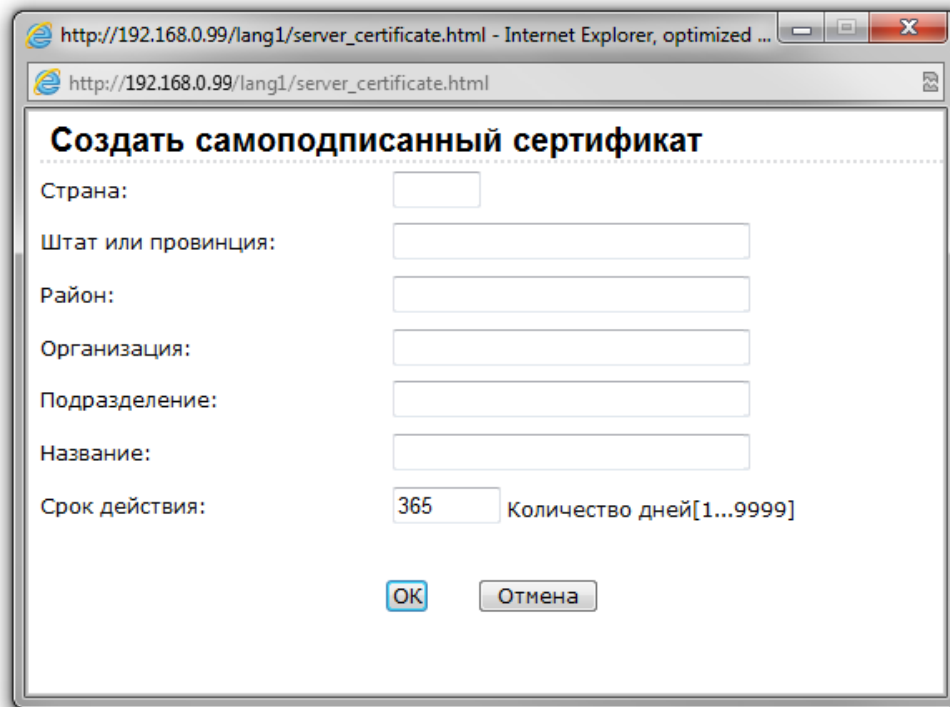 http://192.168.0.99/lang1/server_certificate.html - Internet Explorer, optimized ...
http://192.168.0.99/lang1/server_certificate.html
Создать самоподписанный сертификат
Страна:
Штат или провинция:
Район:
Организация:
Подразделение:
Название:
Срок действия: 365 Количество дней[1...9999]
OK Отмена